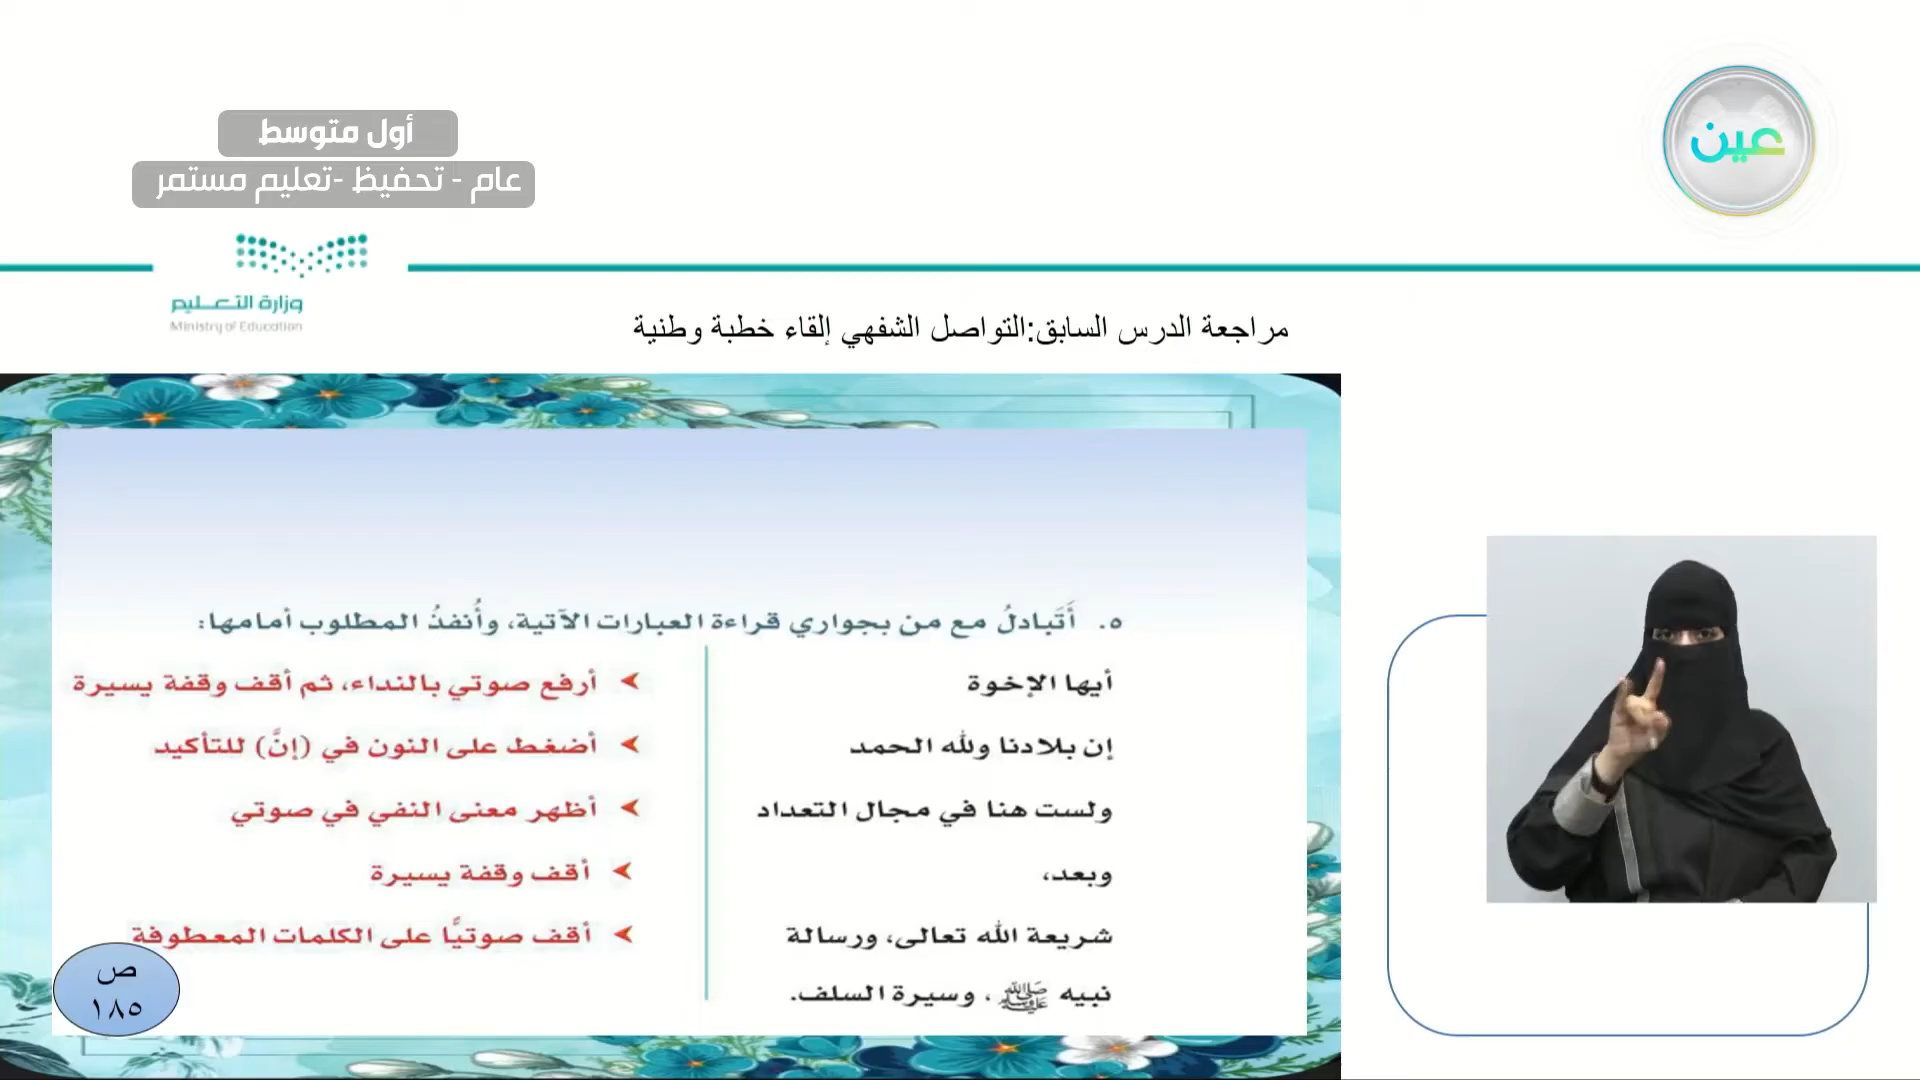 أول متوسط
عام - تحفيظ -تعليم مستمر
عين
وزارة التعليم
Ministry of Education
مراجعة الدرس السابق:التواصل الشفهي إلقاء خطبة وطنية
٥. أَتَبادلُ مع من بجواري قراءة العبارات الآتية، وأُنفذُ المطلوب أمامها:
أيها الإخوة
أرفع صوتي بالنداء، ثم أقف وقفة يسيرة
إن بلادنا ولله الحمد
أضغط على النون في (إنَّ) للتأكيد
ولست هنا في مجال التعداد
أظهر معنى النفي في صوتي
وبعد،
أقف وقفة يسيرة
شريعة الله تعالى، ورسالة
نبيه ﷺ، وسيرة السلف.
أقف صوتيًّا على الكلمات المعطوفة
ص
١٨٥